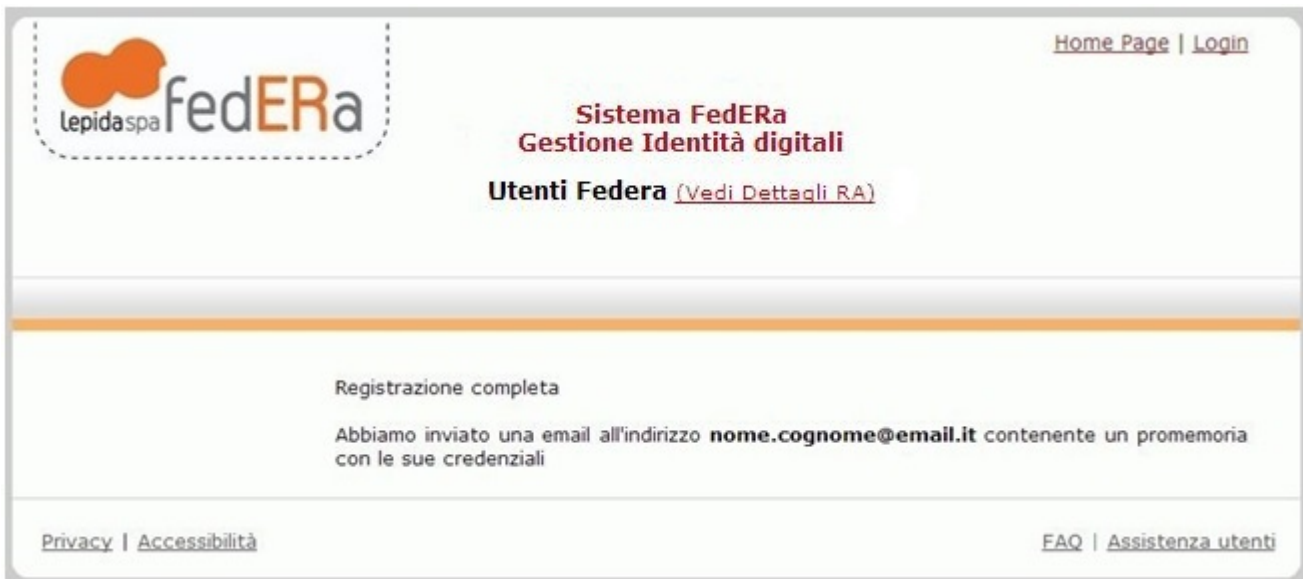 Home Page | Login
lepidaspa fedERa
Sistema FedERa
Gestione Identità digitali
Utenti Federa (Vedi Dettagli RA)
Registrazione completa
Abbiamo inviato una email all'indirizzo nome.cognome@email.it contenente un promemoria
con le sue credenziali
Privacy | Accessibilità
FAQ | Assistenza utenti